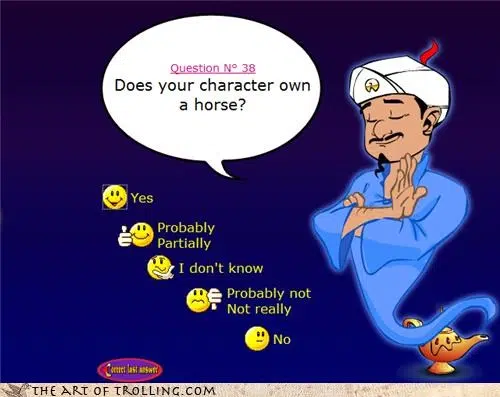 Question N° 38
Does your character own
a horse?
Yes
Probably
Partially
I don't know
Probably not
Not really
No
Correct last answer
THE ART OF TROLLING.COM